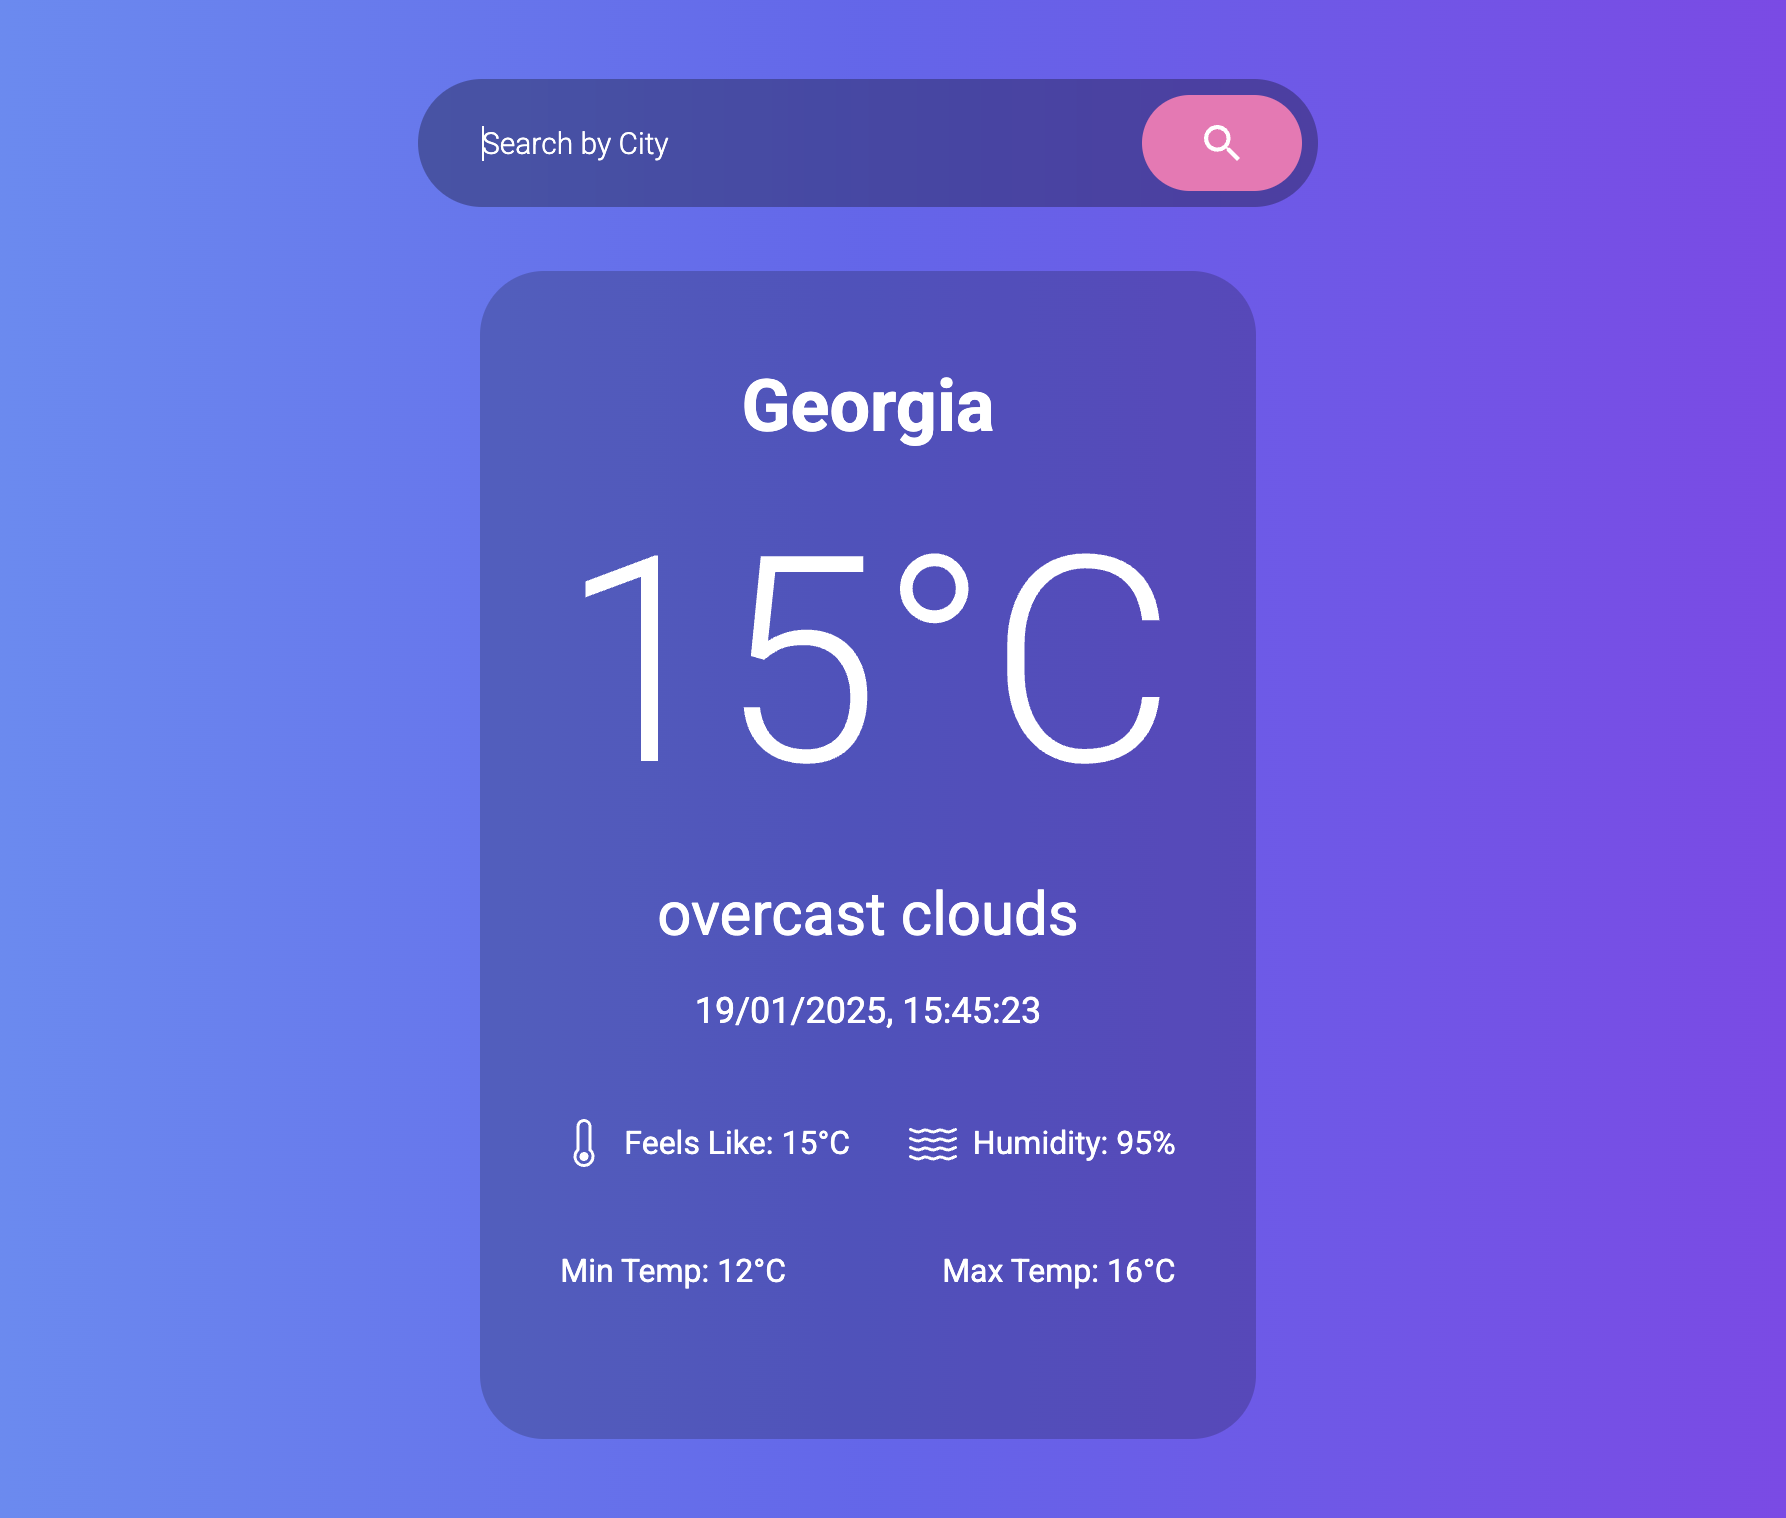 Search by City
Georgia
15°C
overcast clouds
19/01/2025, 15:45:23
Feels Like: 15°C Humidity: 95%
Min Temp: 12°C Max Temp: 16°C